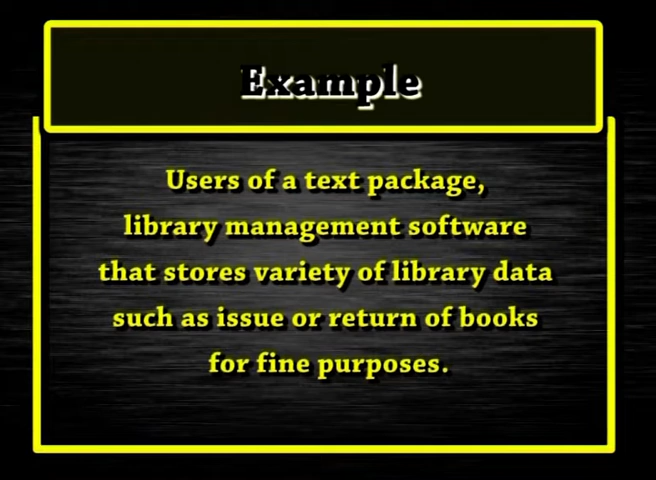 Example
Users of a text package,
library management software
that stores variety of library data
such as issue or return of books
for fine purposes.